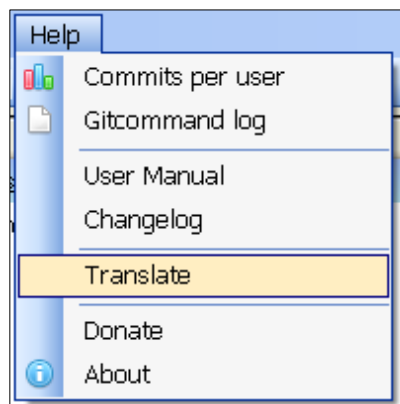 Help
Commits per user
Gitcommand log
User Manual
Changelog
Translate
Donate
About